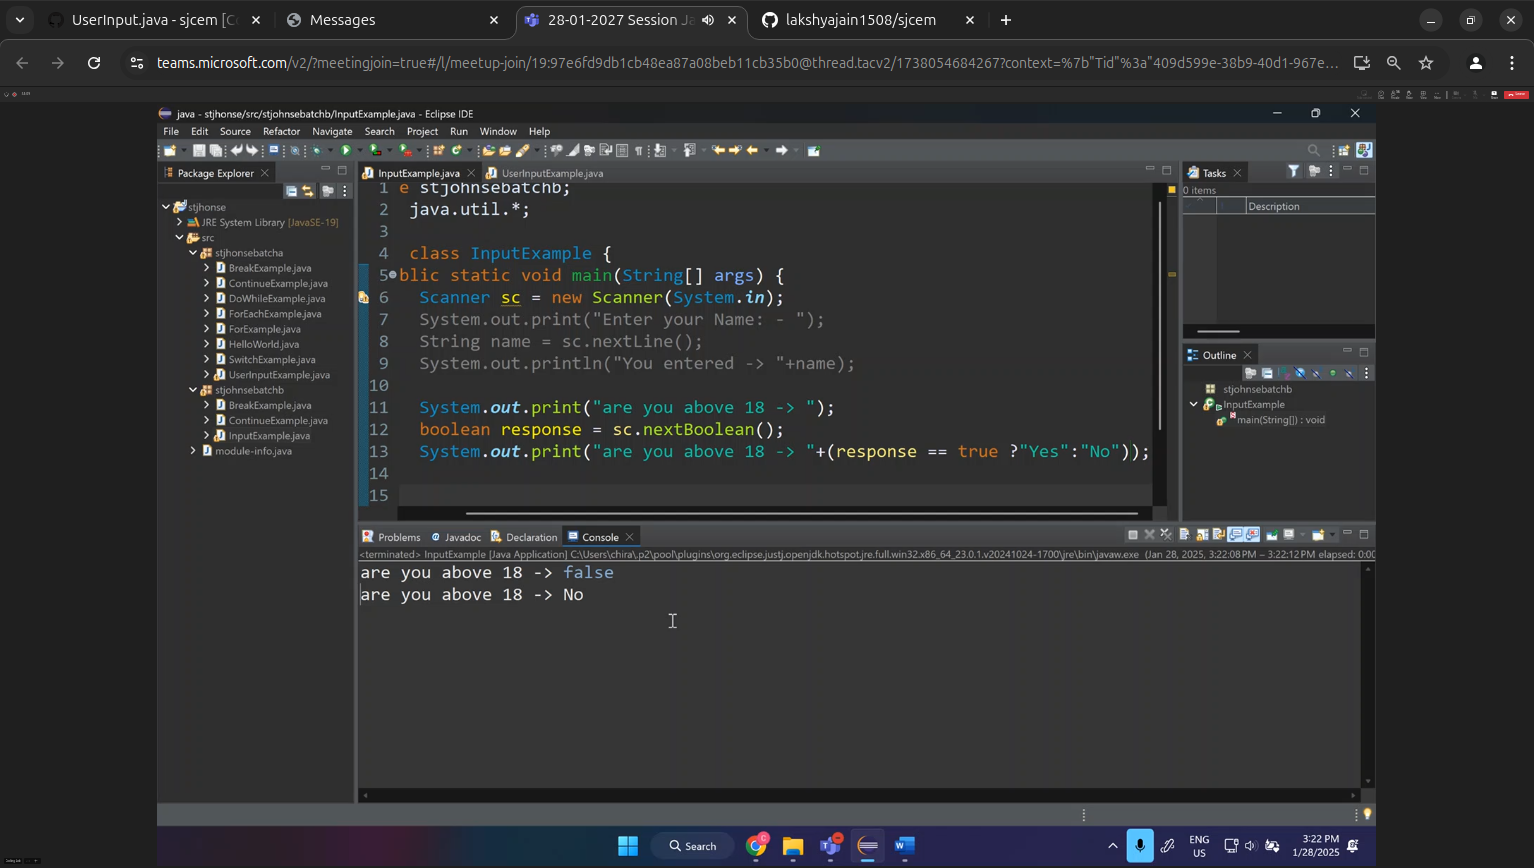 UserInput.java - sjcem [C
Messages
28-01-2027 Session Ja
lakshyajain1508/sjcem
teams.microsoft.com/v2/?meetingjoin=true#/l/meetup-join/19:97e6fd9db1cb48ea87a08beb11cb35b0@thread.tacv2/1738054684267?context=%7b"Tid"%3a"409d599e-38b9-40d1-967e...
java - stjhonse/src/stjohnsebatchb/InputExample.java - Eclipse IDE
File Edit Source Refactor Navigate Search Project Run Window Help
Package Explorer
stjhonse
JRE System Library [JavaSE-19]
src
stjhonsebatcha
BreakExample.java
ContinueExample.java
DoWhileExample.java
ForEachExample.java
ForExample.java
HelloWorld.java
SwitchExample.java
UserInputExample.java
stjohnsebatchb
BreakExample.java
ContinueExample.java
InputExample.java
module-info.java
InputExample.java UserInputExample.java
1 e stjohnsebatchb;
2 java.util.*;
3
4 class InputExample {
5 blic static void main(String[] args) {
6 Scanner sc = new Scanner(System.in);
7 System.out.print("Enter your Name: - ");
8 String name = sc.nextLine();
9 System.out.println("You entered -> "+name);
10
11 System.out.print("are you above 18 -> ");
12 boolean response = sc.nextBoolean();
13 System.out.print("are you above 18 -> "+(response == true ?"Yes":"No"));
14
15
Tasks
0 items
Description
Outline
stjohnsebatchb
InputExample
main(String[]) : void
Problems Javadoc Declaration Console
<terminated> InputExample [Java Application] C:\Users\chira\.p2\pool\plugins\org.eclipse.justj.openjdk.hotspot.jre.full.win32.x86_64_23.0.1.v20241024-1700\jre\bin\javaw.exe (Jan 28, 2025, 3:22:08 PM – 3:22:12 PM elapsed: 0:00
are you above 18 -> false
are you above 18 -> No
Search
ENG
US
3:22 PM
1/28/2025